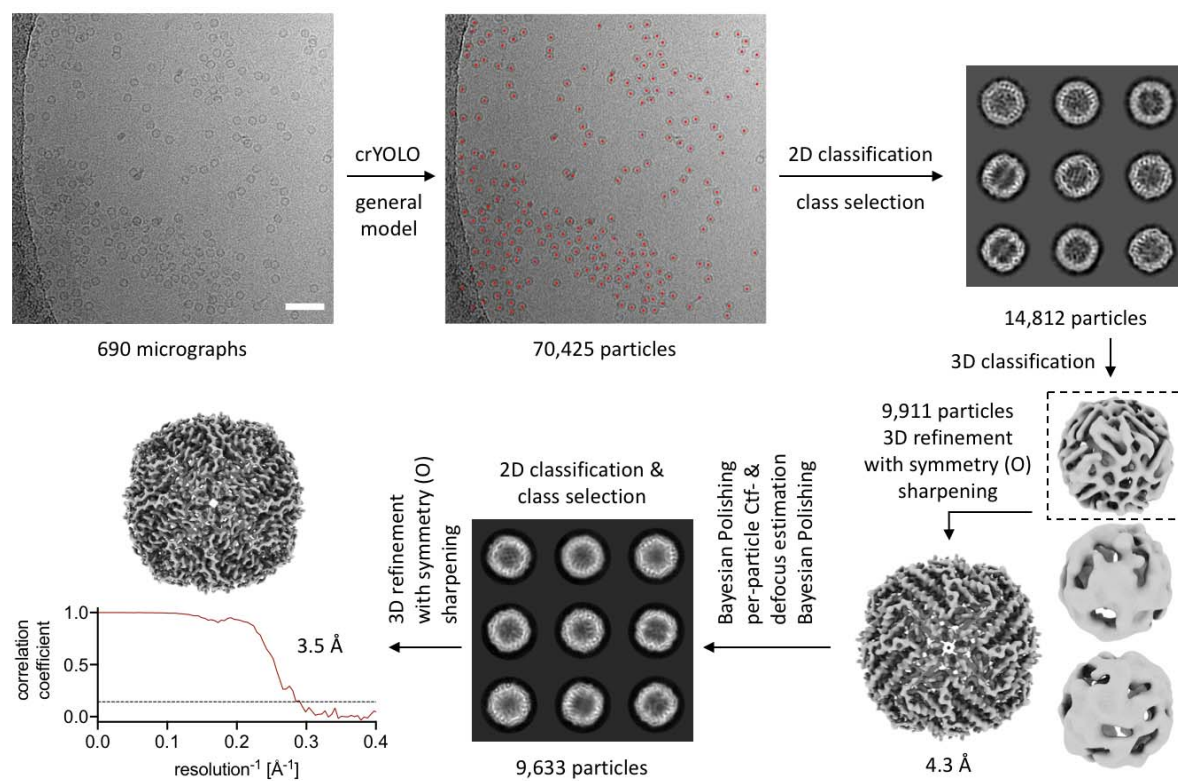 crYOLO
general
model
2D classification
class selection
690 micrographs
70,425 particles
14,812 particles
3D classification
9,911 particles
3D refinement
with symmetry (O)
sharpening
4.3 Å
Bayesian Polishing
per-particle Ctf- &
defocus estimation
Bayesian Polishing
2D classification &
class selection
9,633 particles
3D refinement
with symmetry (O)
sharpening
3.5 Å
correlation
coefficient
1.0
0.5
0.0
0.0 0.1 0.2 0.3 0.4
resolution⁻¹ [Å⁻¹]